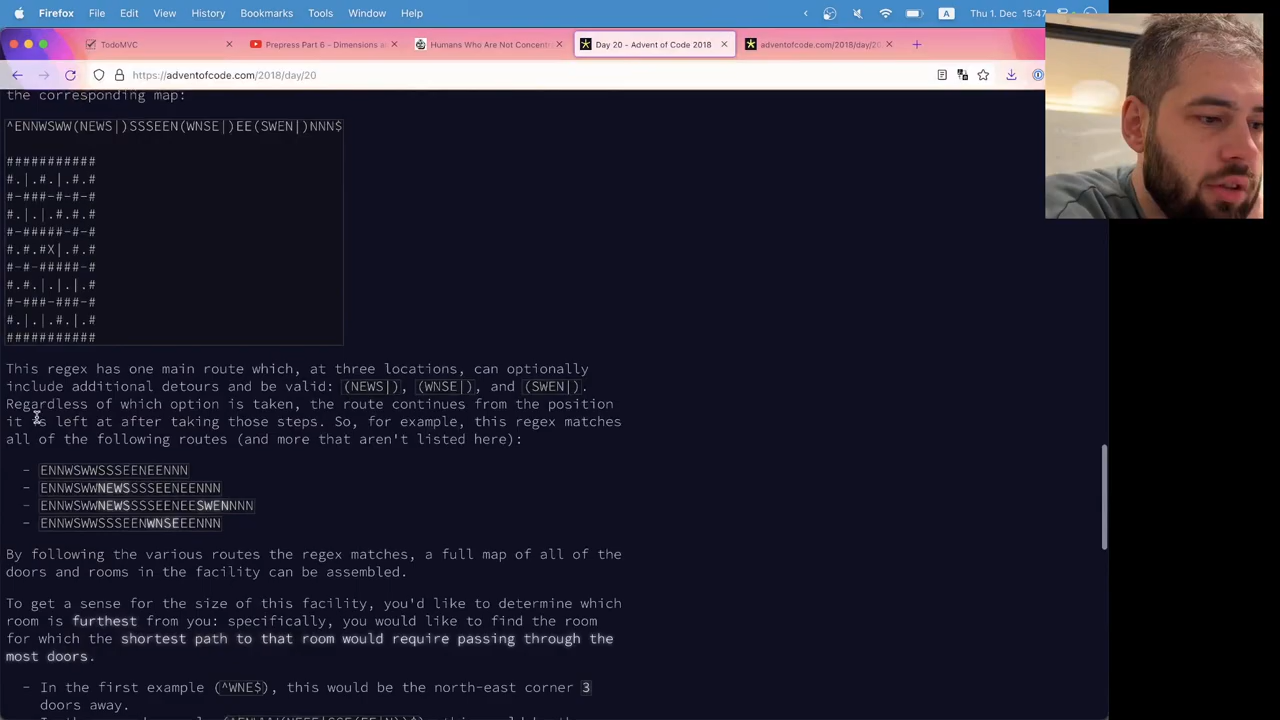 Firefox File Edit View History Bookmarks Tools Window Help A Thu 1. Dec 15:47
TodoMVC × Prepress Part 6 - Dimensions a × Humans Who Are Not Concentr × Day 20 - Advent of Code 2018 × adventofcode.com/2018/day/20 × +
https://adventofcode.com/2018/day/20
the corresponding map:
^ENNWSWW(NEWS|)SSSEEN(WNSE|)EE(SWEN|)NNN$
###########
#.|.#.|.#.#
#-###-#-#-#
#.|.|.#.#.#
#-#####-#-#
#.#.#X|.#.#
#-#-#####-#
#.#.|.|.|.#
#-###-###-#
#.|.|.#.|.#
###########
This regex has one main route which, at three locations, can optionally
include additional detours and be valid: (NEWS|), (WNSE|), and (SWEN|).
Regardless of which option is taken, the route continues from the position
it is left at after taking those steps. So, for example, this regex matches
all of the following routes (and more that aren't listed here):
- ENNWSWWSSSEENEENNN
- ENNWSWWNEWSSSSEENEENNN
- ENNWSWWNEWSSSSEENEESWENNNN
- ENNWSWWSSSEENWNSEEENNN
By following the various routes the regex matches, a full map of all of the
doors and rooms in the facility can be assembled.
To get a sense for the size of this facility, you'd like to determine which
room is furthest from you: specifically, you would like to find the room
for which the shortest path to that room would require passing through the
most doors.
- In the first example (^WNE$), this would be the north-east corner 3
doors away.